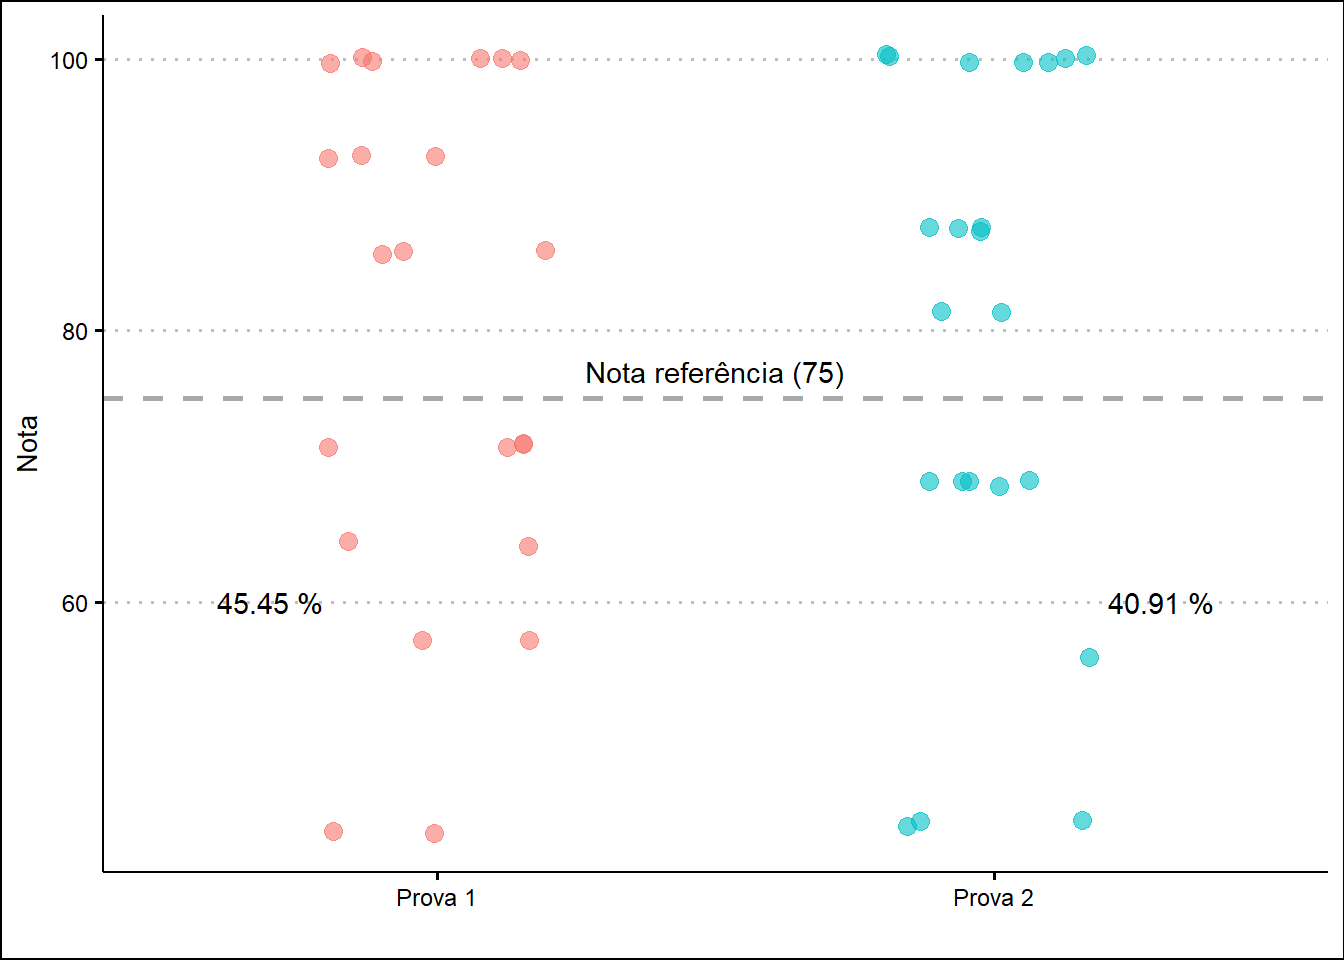 100
80
Nota referência (75)
Nota
60
45.45 %
40.91 %
Prova 1
Prova 2